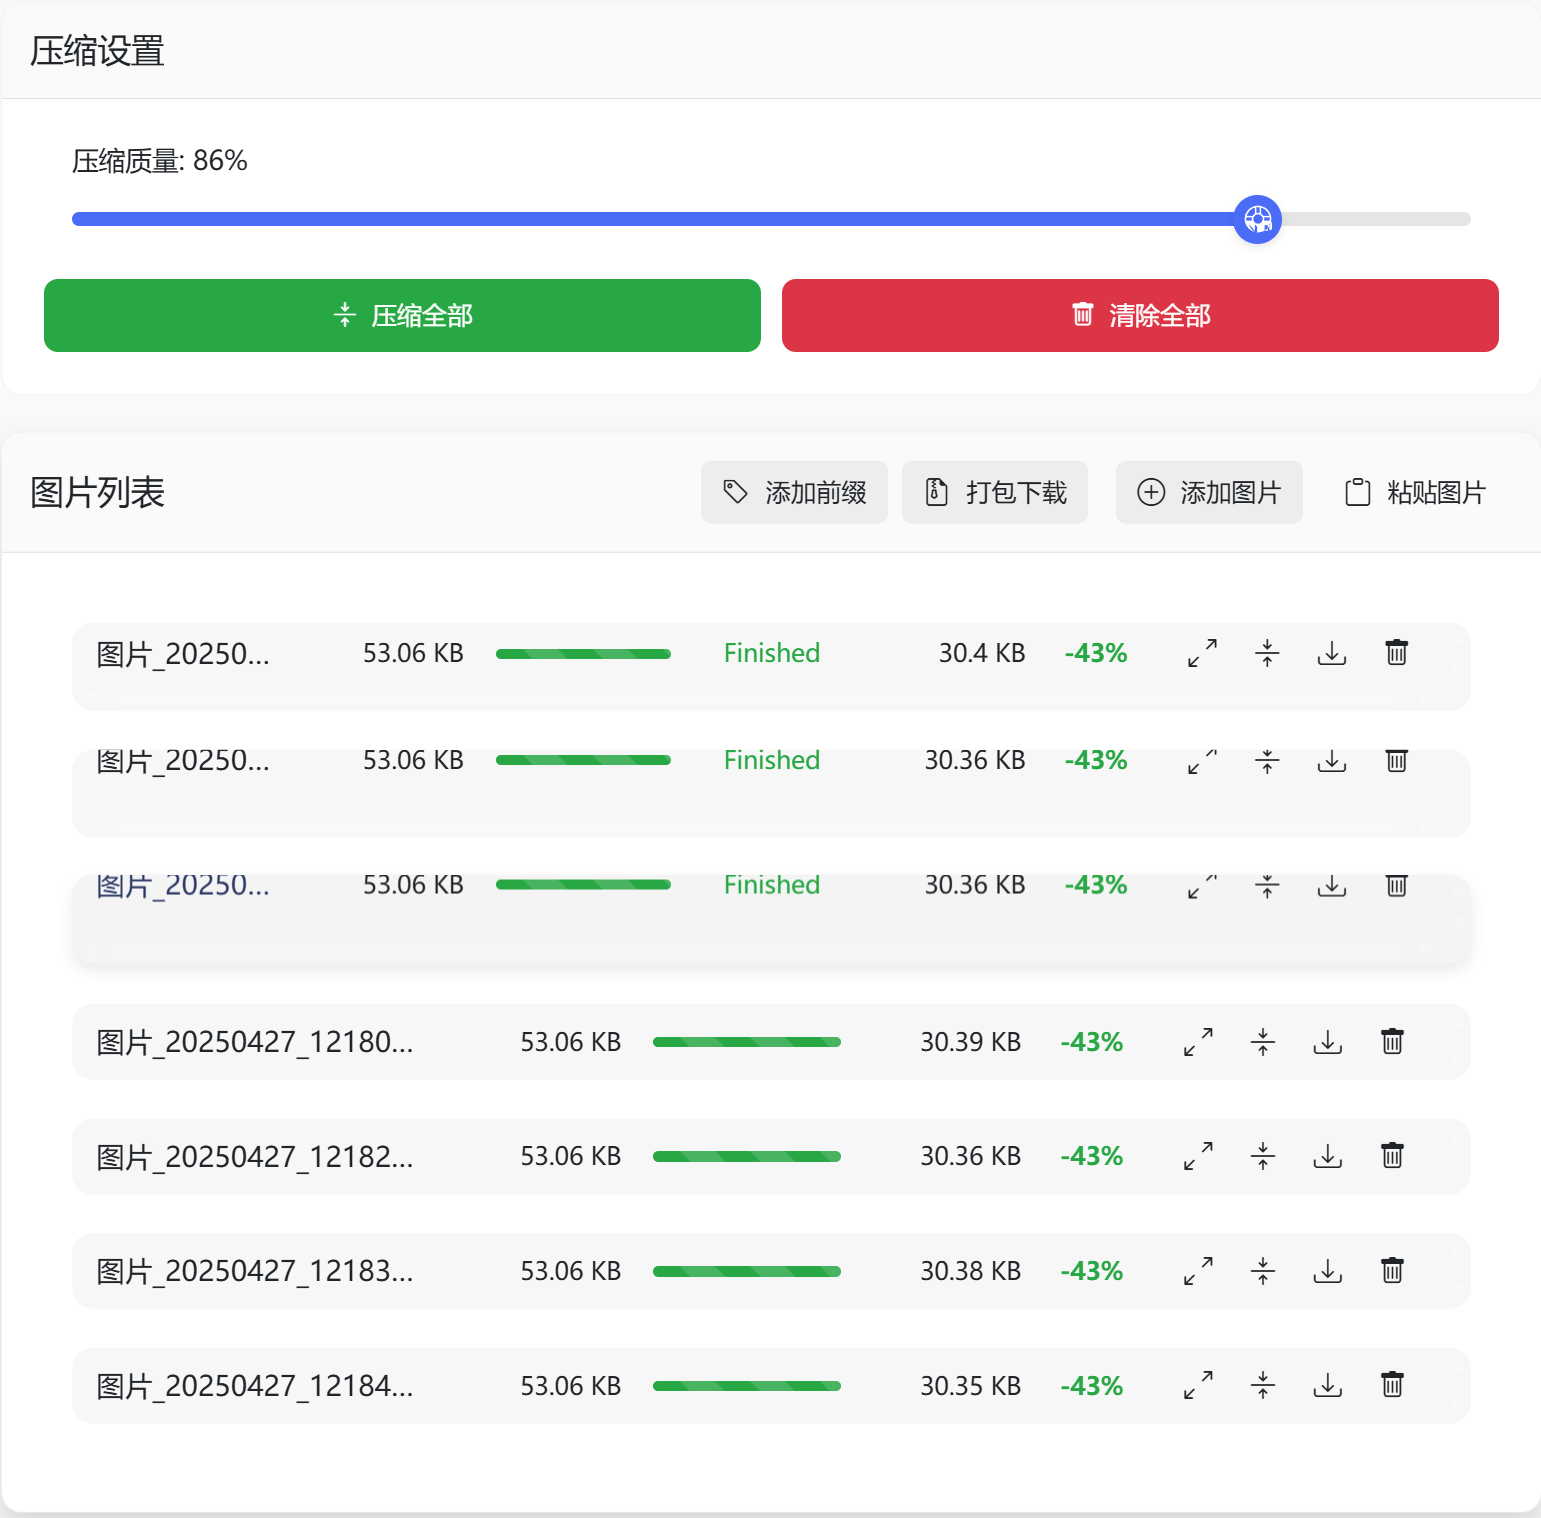 压缩设置
压缩质量: 86%
压缩全部 清除全部
图片列表 添加前缀 打包下载 添加图片 粘贴图片
图片_20250... 53.06 KB Finished 30.4 KB -43%
图片_20250... 53.06 KB Finished 30.36 KB -43%
图片_20250... 53.06 KB Finished 30.36 KB -43%
图片_20250427_12180... 53.06 KB 30.39 KB -43%
图片_20250427_12182... 53.06 KB 30.36 KB -43%
图片_20250427_12183... 53.06 KB 30.38 KB -43%
图片_20250427_12184... 53.06 KB 30.35 KB -43%